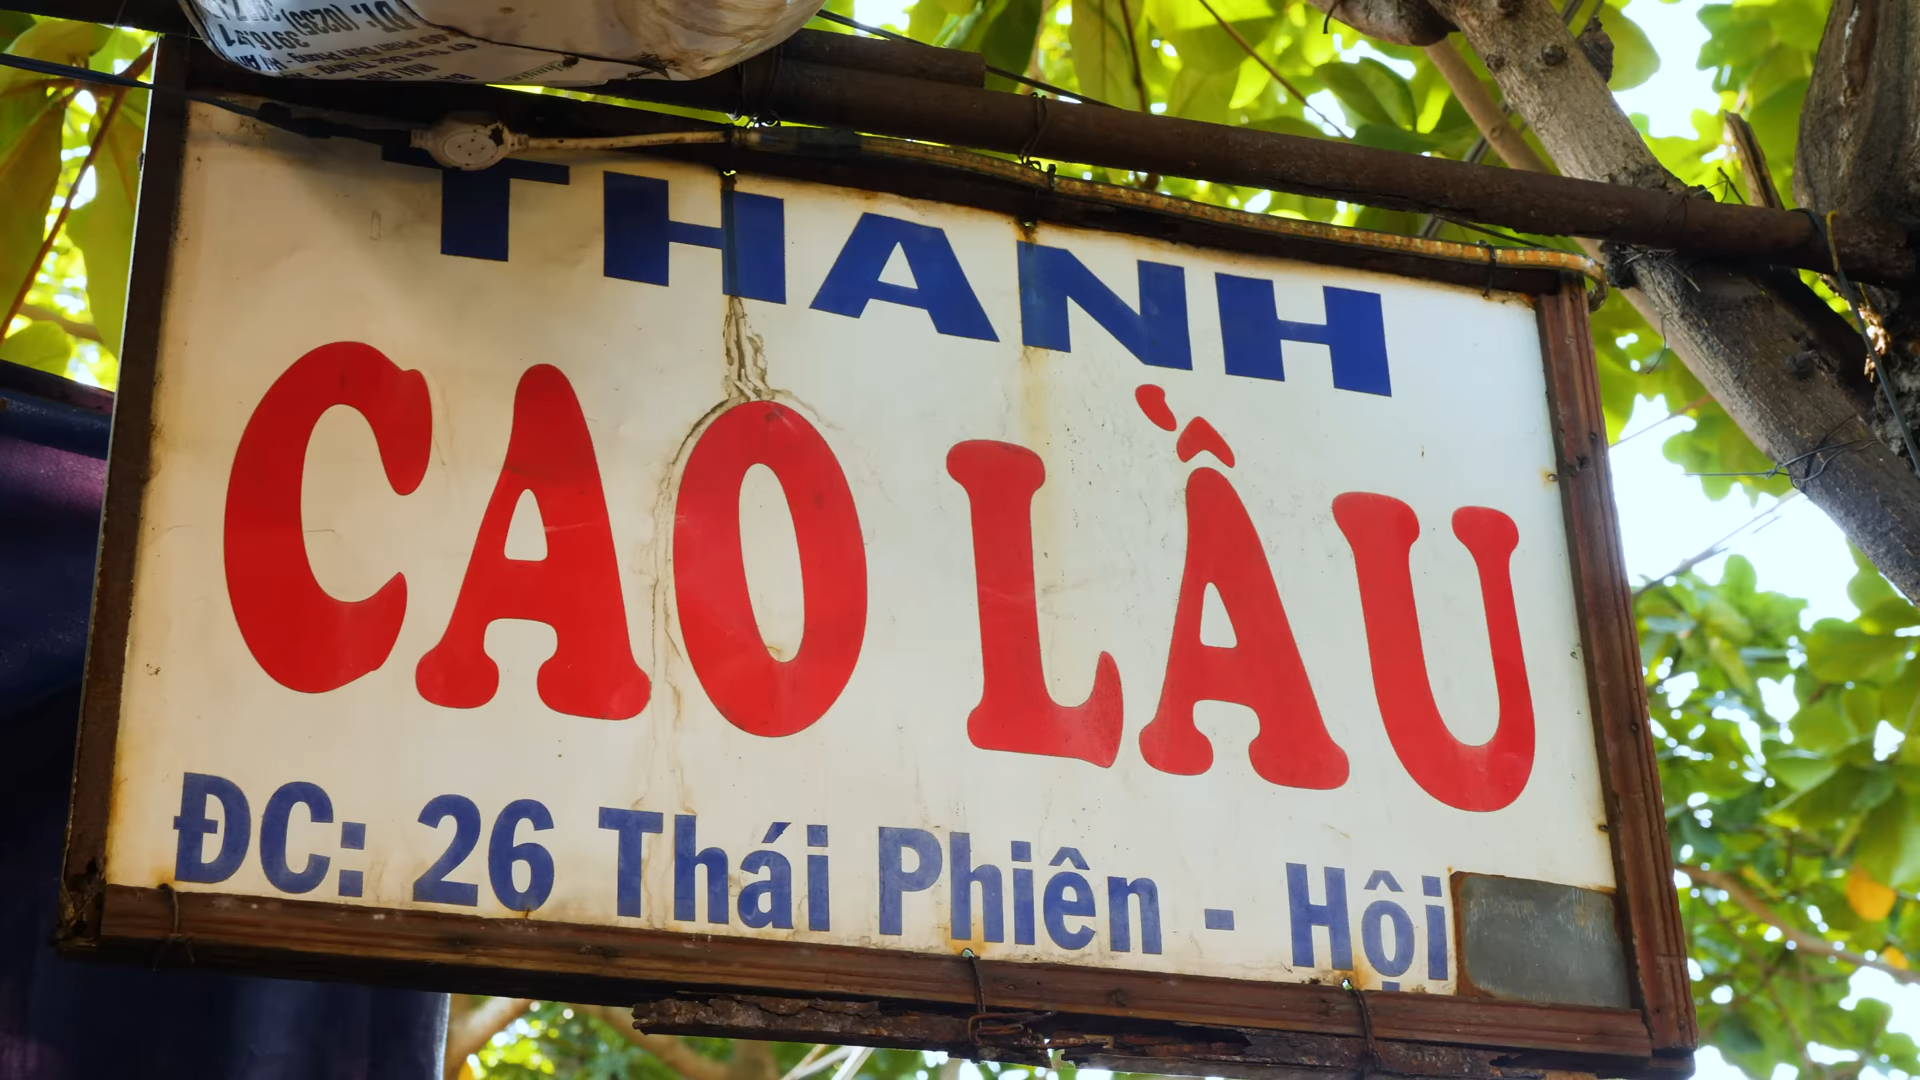 THANH
CAO LẦU
ĐC: 26 Thái Phiên - Hội